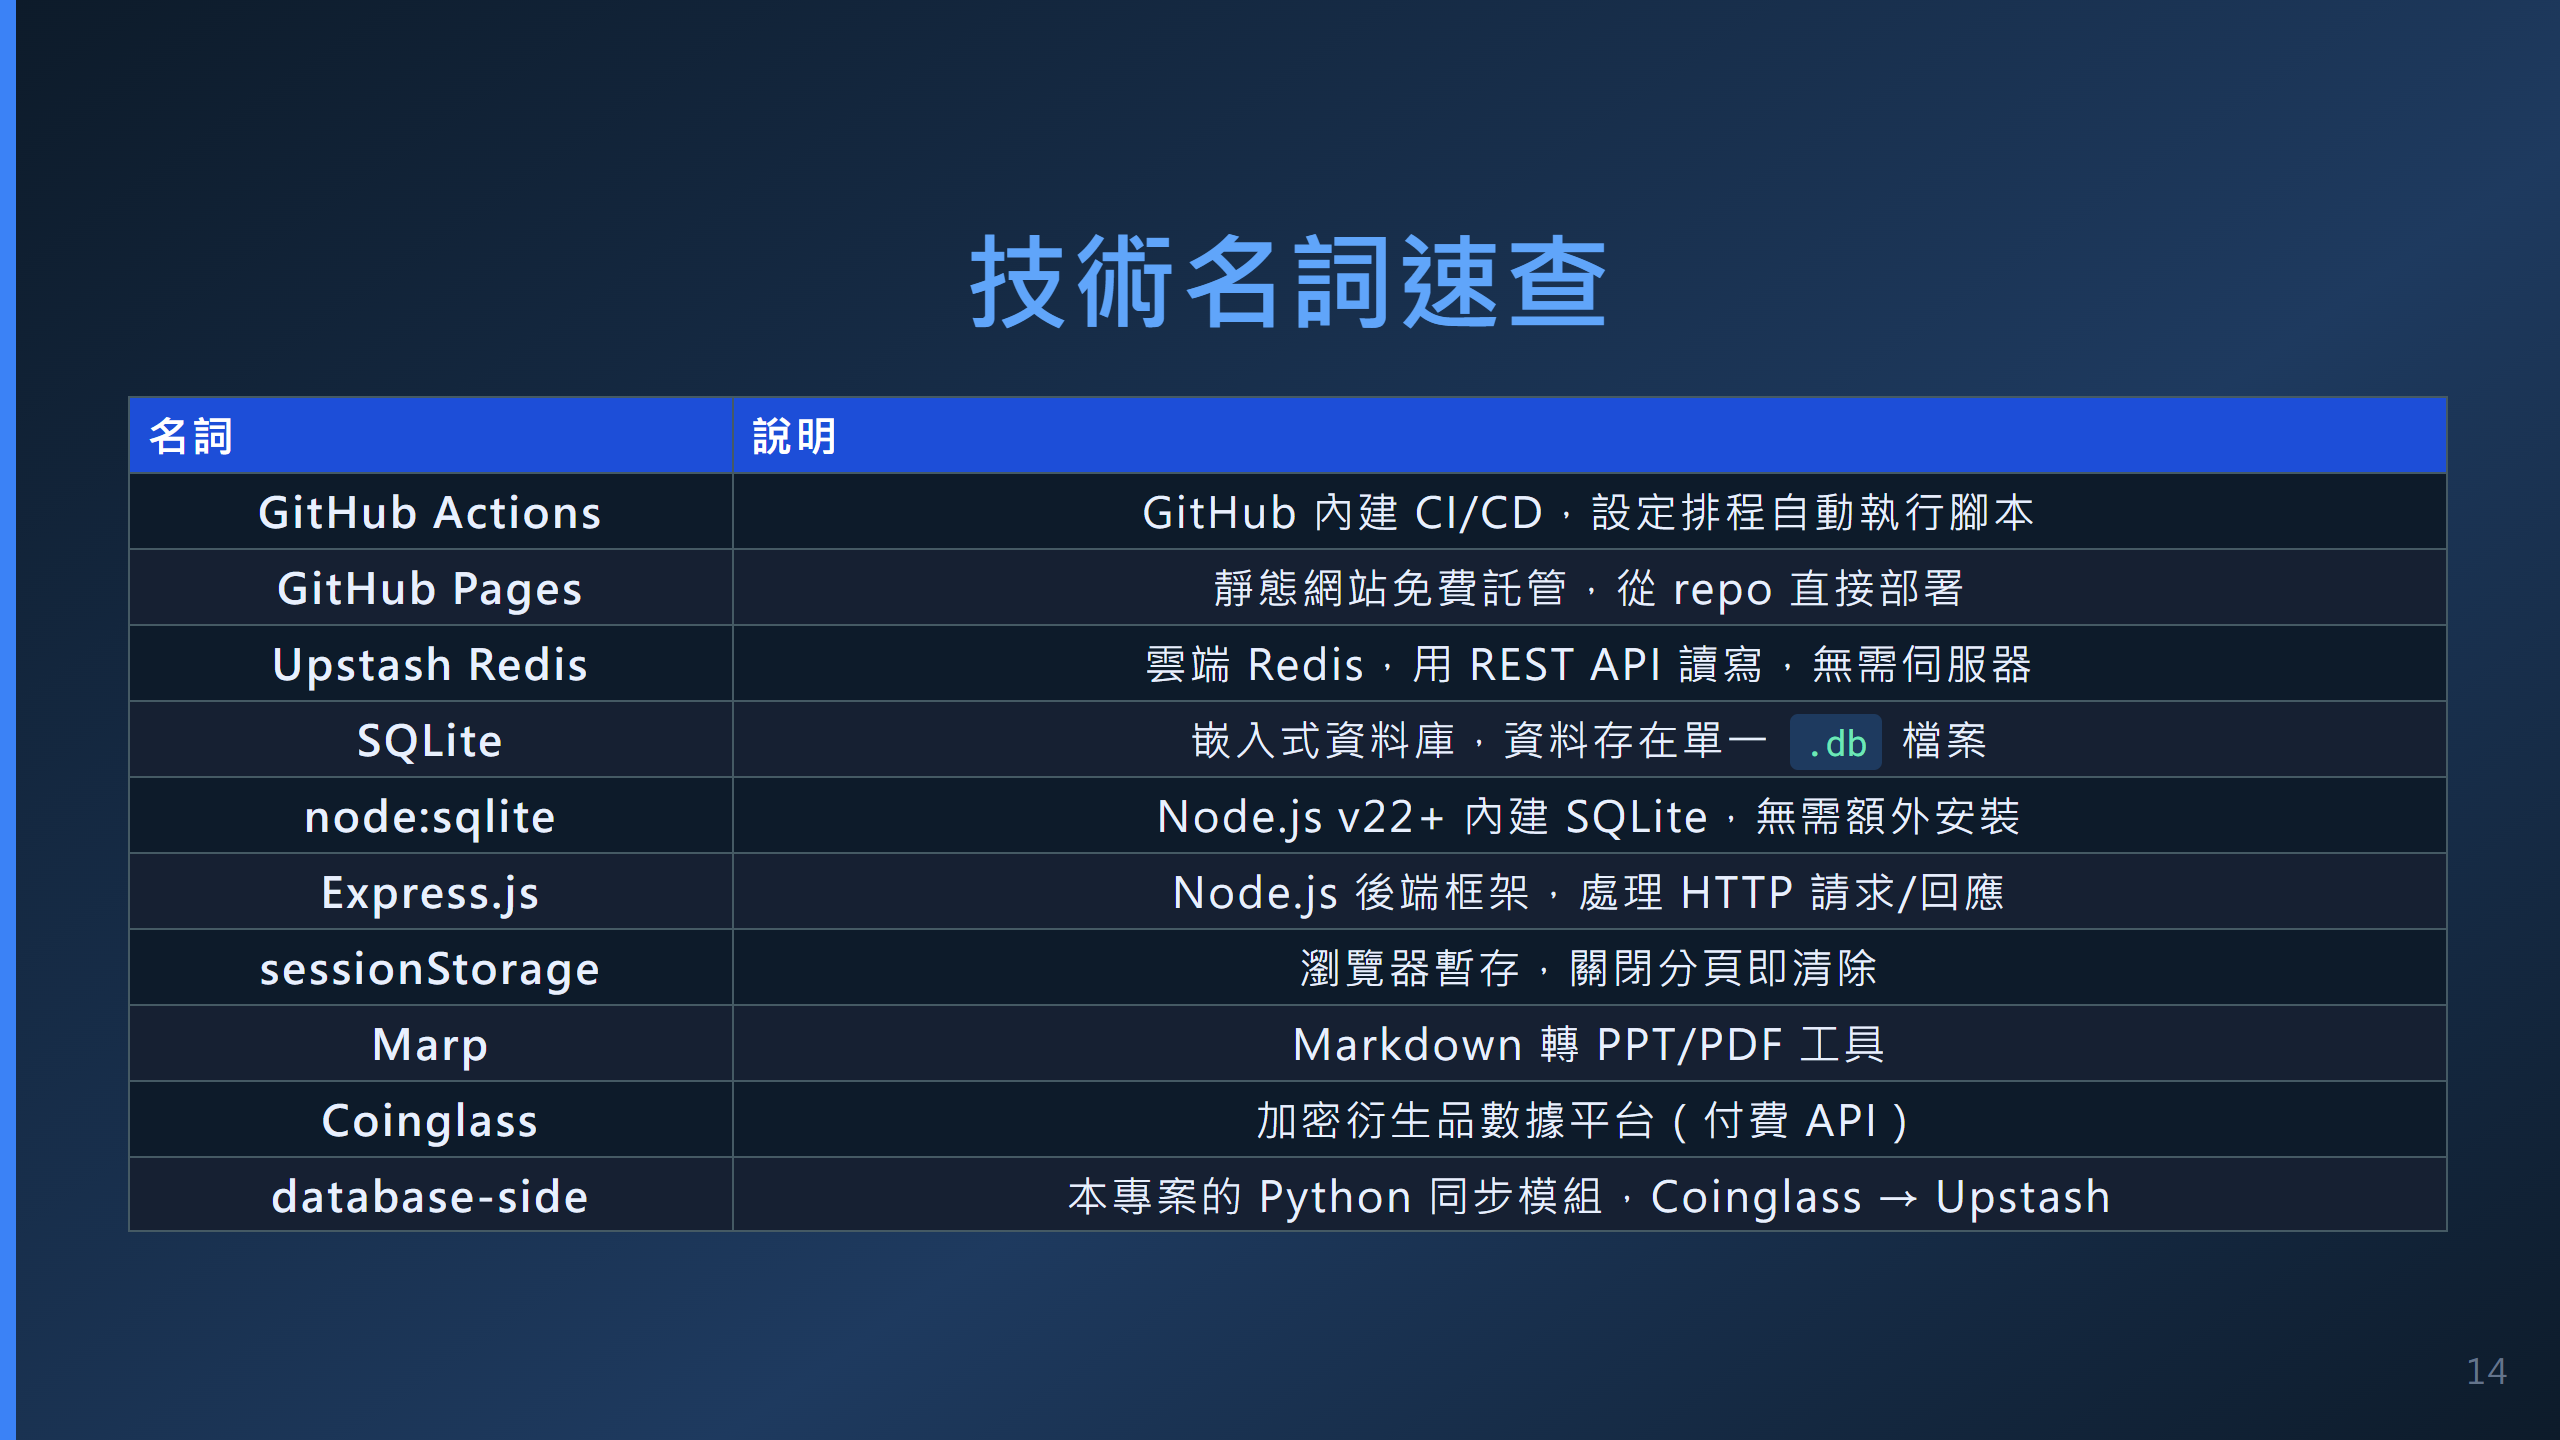 技術名詞速查
名詞 說明
GitHub Actions GitHub 內建 CI/CD，設定排程自動執行腳本
GitHub Pages 靜態網站免費託管，從 repo 直接部署
Upstash Redis 雲端 Redis，用 REST API 讀寫，無需伺服器
SQLite 嵌入式資料庫，資料存在單一 .db 檔案
node:sqlite Node.js v22+ 內建 SQLite，無需額外安裝
Express.js Node.js 後端框架，處理 HTTP 請求/回應
sessionStorage 瀏覽器暫存，關閉分頁即清除
Marp Markdown 轉 PPT/PDF 工具
Coinglass 加密衍生品數據平台（付費 API）
database-side 本專案的 Python 同步模組，Coinglass → Upstash
14